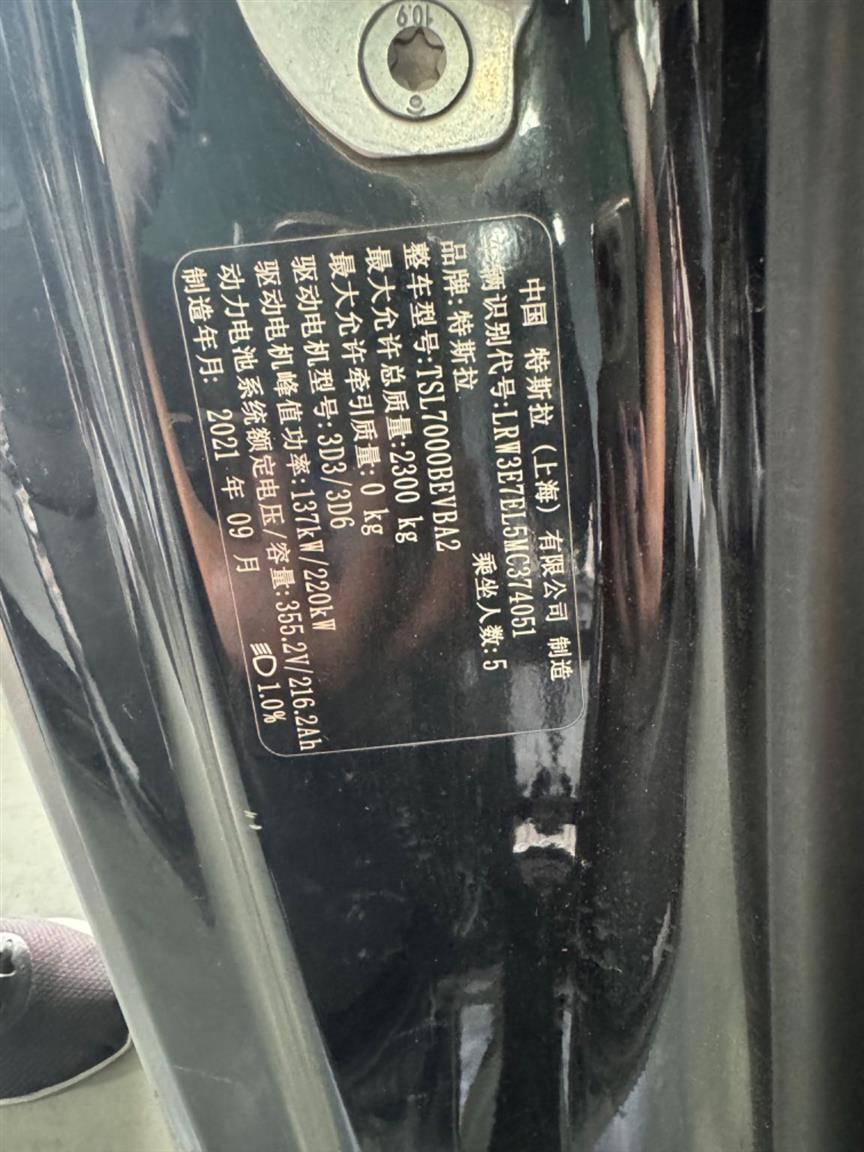 10.9
中国 特斯拉 (上海) 有限公司 制造
车辆识别代号:LRW3E7EL5MC374051
品牌:特斯拉 乘坐人数:5
整车型号:TSL7000BEVBA2
最大允许总质量:2300 kg
最大允许牵引质量:0 kg
驱动电机型号:3D3/3D6
驱动电机峰值功率:137kW/220kW
动力电池系统额定电压/容量:355.2V/216.2Ah
制造年月: 2021 年 09 月 1.0%